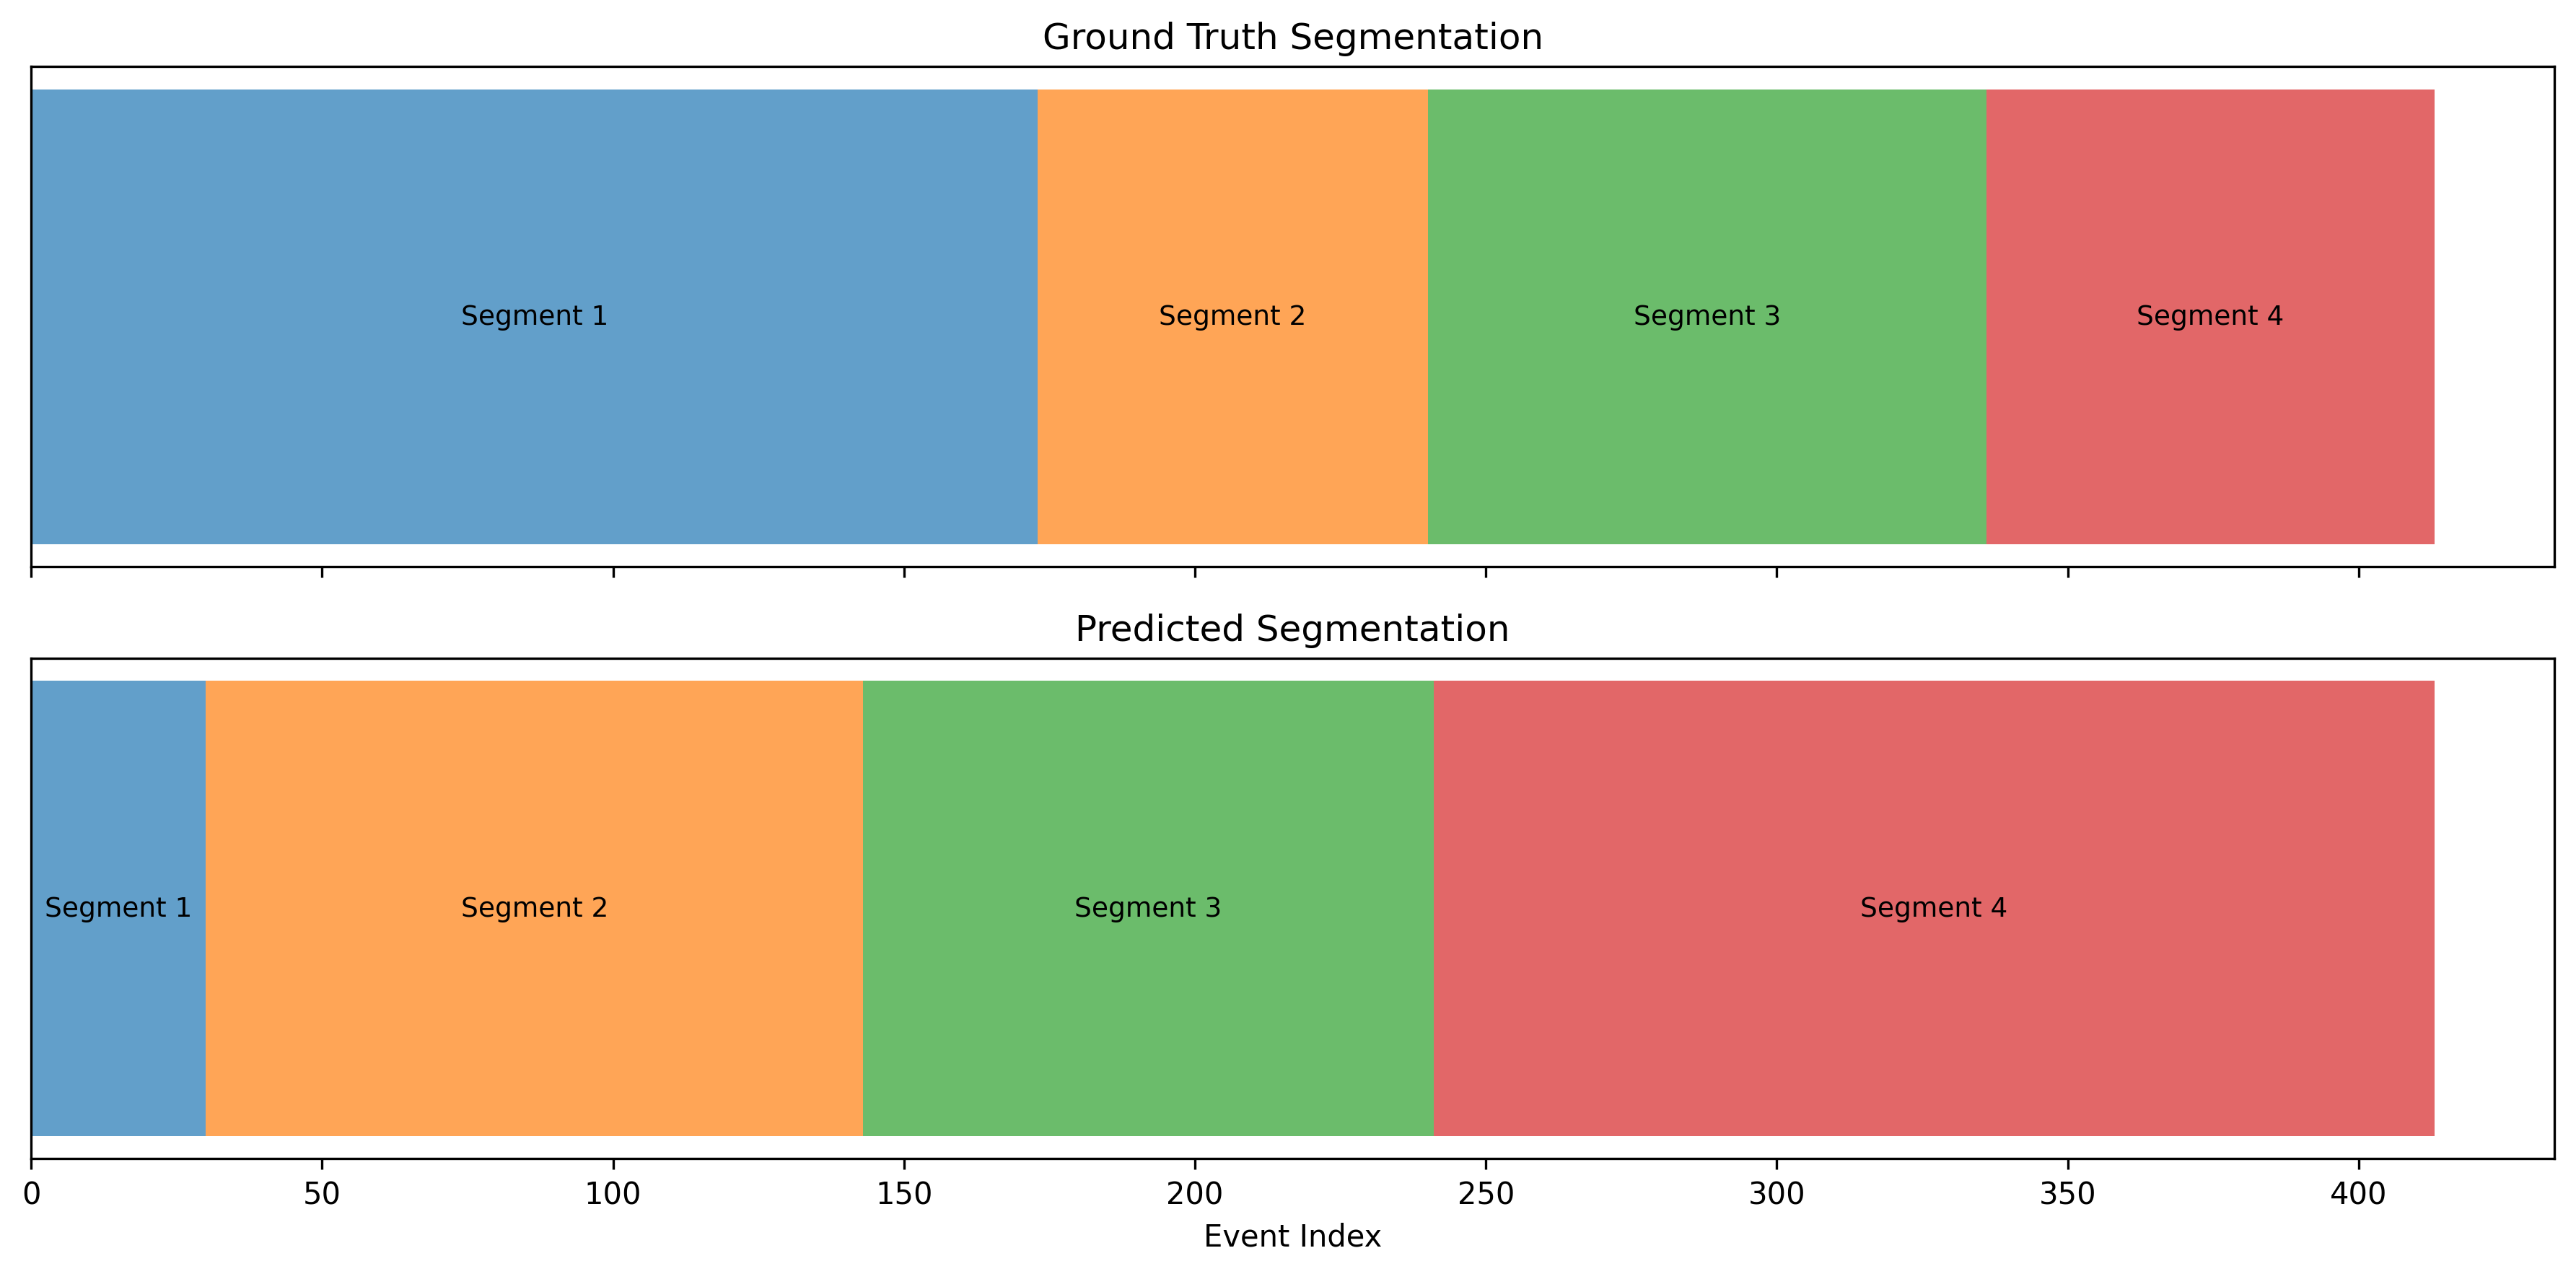 Ground Truth Segmentation
Segment 1 Segment 2 Segment 3 Segment 4
Predicted Segmentation
Segment 1 Segment 2 Segment 3 Segment 4
0 50 100 150 200 250 300 350 400
Event Index